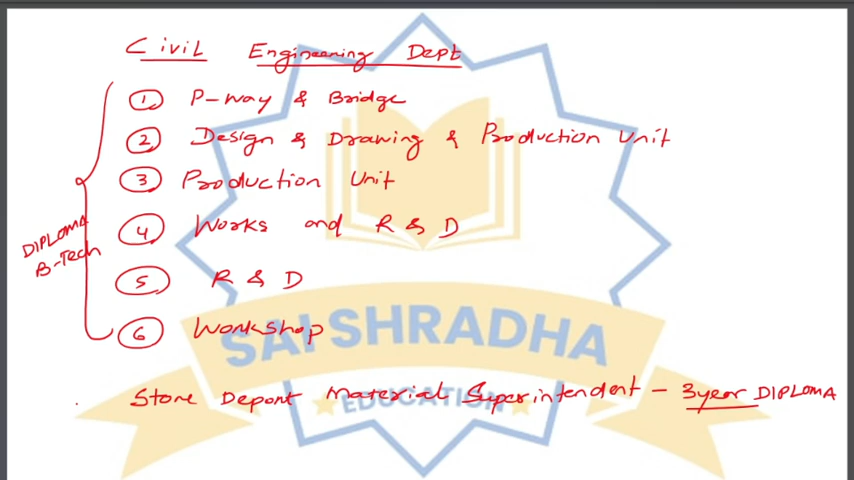 Civil Engineering Dept
1 P-way & Bridge
2 Design & Drawing & Production Unit
3 Production Unit
4 Works and R & D
5 R & D
6 Workshop
DIPLOMA
B-Tech
Store Depont Material Superintendent - 3year DIPLOMA
SAI SHRADHA
EDUCATION